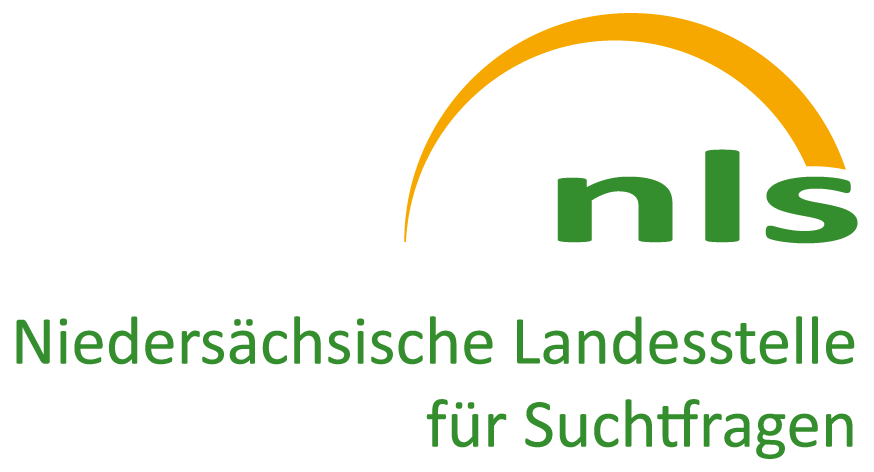 nls
Niedersächsische Landesstelle
für Suchtfragen